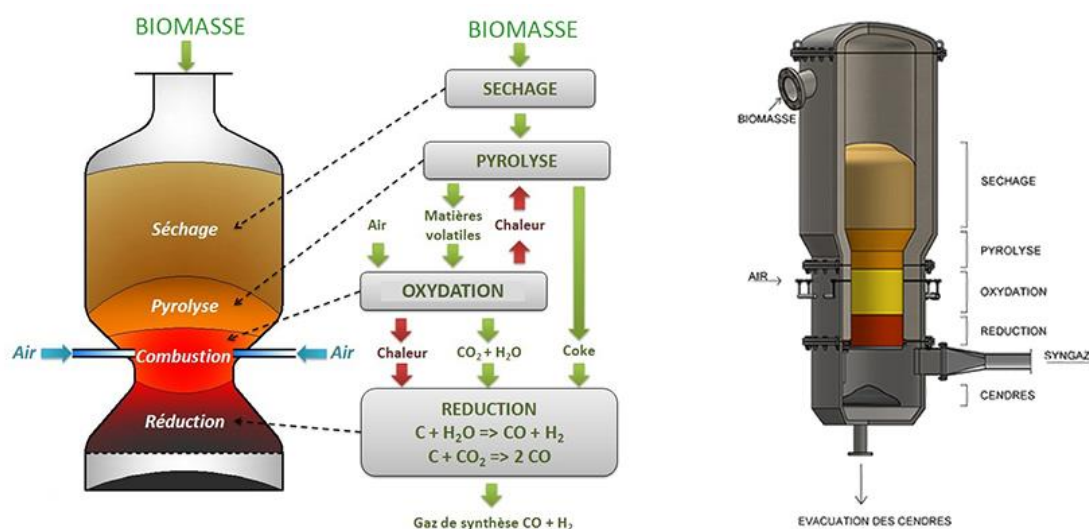 BIOMASSE
Séchage
Pyrolyse
Air
Combustion
Air
Réduction
BIOMASSE
SECHAGE
PYROLYSE
Air
Matières
volatiles
Chaleur
OXYDATION
Chaleur
CO₂ + H₂O
Coke
REDUCTION
C + H₂O => CO + H₂
C + CO₂ => 2 CO
Gaz de synthèse CO + H₂
BIOMASSE
SECHAGE
PYROLYSE
AIR
OXYDATION
REDUCTION
SYNGAZ
CENDRES
EVACUATION DES CENDRES